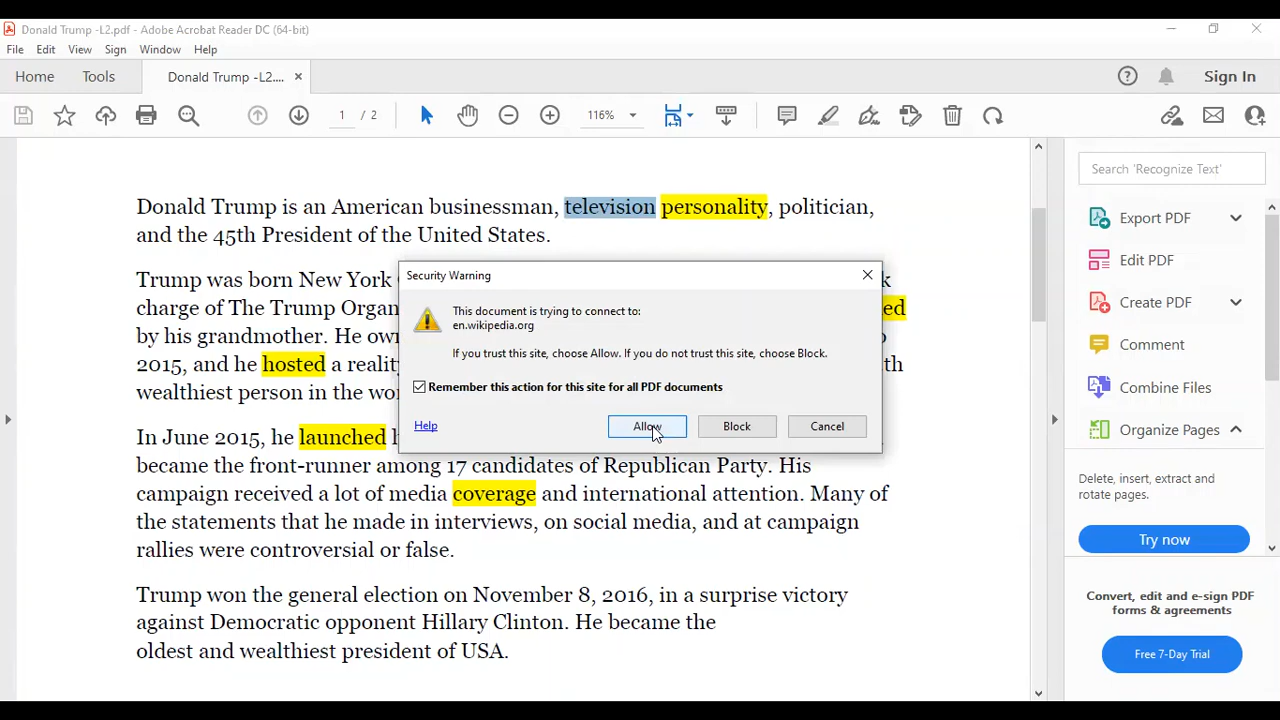 Donald Trump -L2.pdf - Adobe Acrobat Reader DC (64-bit)
File Edit View Sign Window Help
Home Tools Donald Trump -L2.... × Sign In
1 / 2 116%
Donald Trump is an American businessman, television personality, politician,
and the 45th President of the United States.
Trump was born New York
charge of The Trump Organ
by his grandmother. He ow
2015, and he hosted a reality
wealthiest person in the wo
In June 2015, he launched
became the front-runner among 17 candidates of Republican Party. His
campaign received a lot of media coverage and international attention. Many of
the statements that he made in interviews, on social media, and at campaign
rallies were controversial or false.
Trump won the general election on November 8, 2016, in a surprise victory
against Democratic opponent Hillary Clinton. He became the
oldest and wealthiest president of USA.
Security Warning
This document is trying to connect to:
en.wikipedia.org
If you trust this site, choose Allow. If you do not trust this site, choose Block.
Remember this action for this site for all PDF documents
Help Allow Block Cancel
Search 'Recognize Text'
Export PDF
Edit PDF
Create PDF
Comment
Combine Files
Organize Pages
Delete, insert, extract and
rotate pages.
Try now
Convert, edit and e-sign PDF
forms & agreements
Free 7-Day Trial